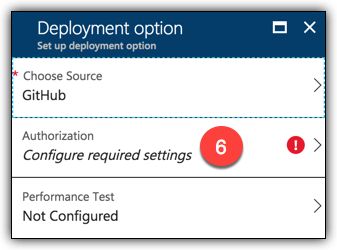 Deployment option
Set up deployment option
* Choose Source
GitHub
Authorization
Configure required settings
6
!
Performance Test
Not Configured